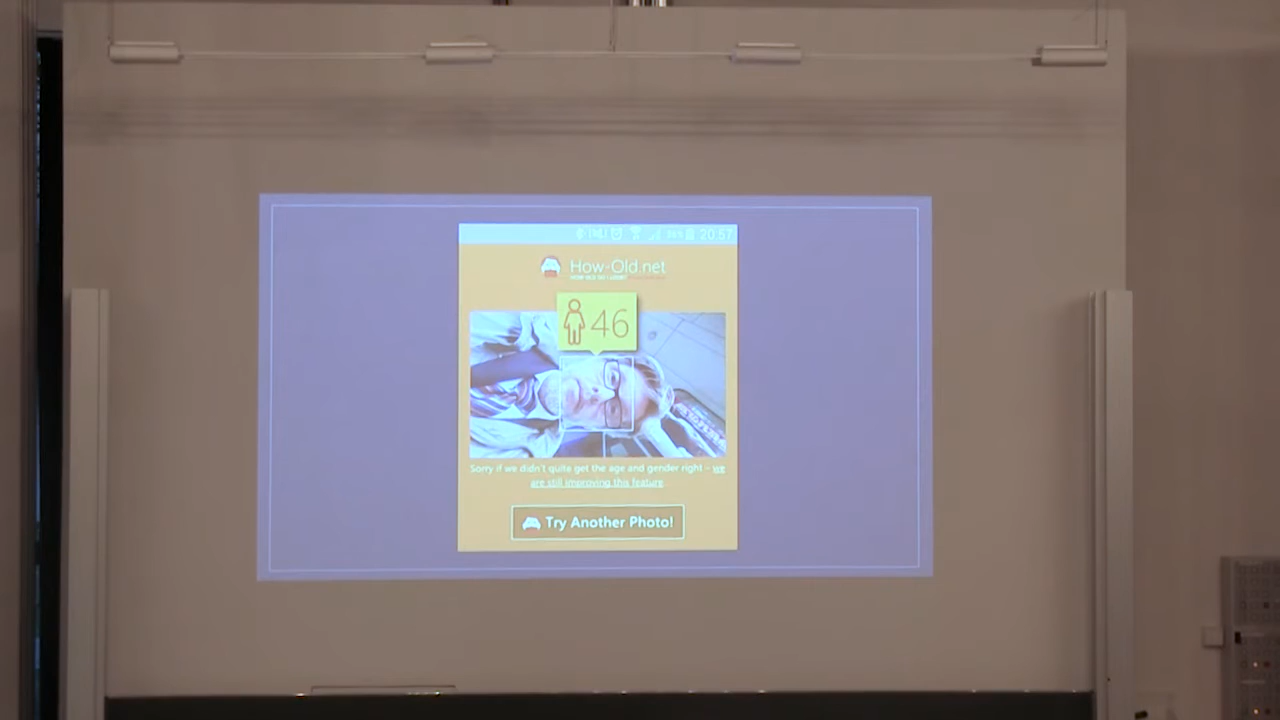 20:57
How-Old.net
46
Sorry if we didn't quite get the age and gender right – we
are still improving this feature.
Try Another Photo!